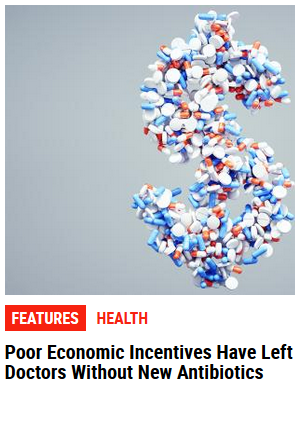 FEATURES HEALTH
Poor Economic Incentives Have Left
Doctors Without New Antibiotics